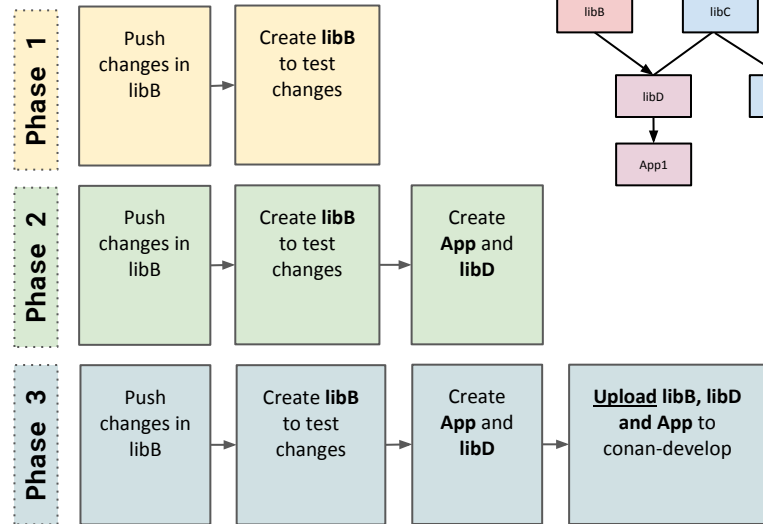 Phase 1
Push
changes in
libB
Create libB
to test
changes
libB
libC
libD
App1
Phase 2
Push
changes in
libB
Create libB
to test
changes
Create
App and
libD
Phase 3
Push
changes in
libB
Create libB
to test
changes
Create
App and
libD
Upload libB, libD
and App to
conan-develop